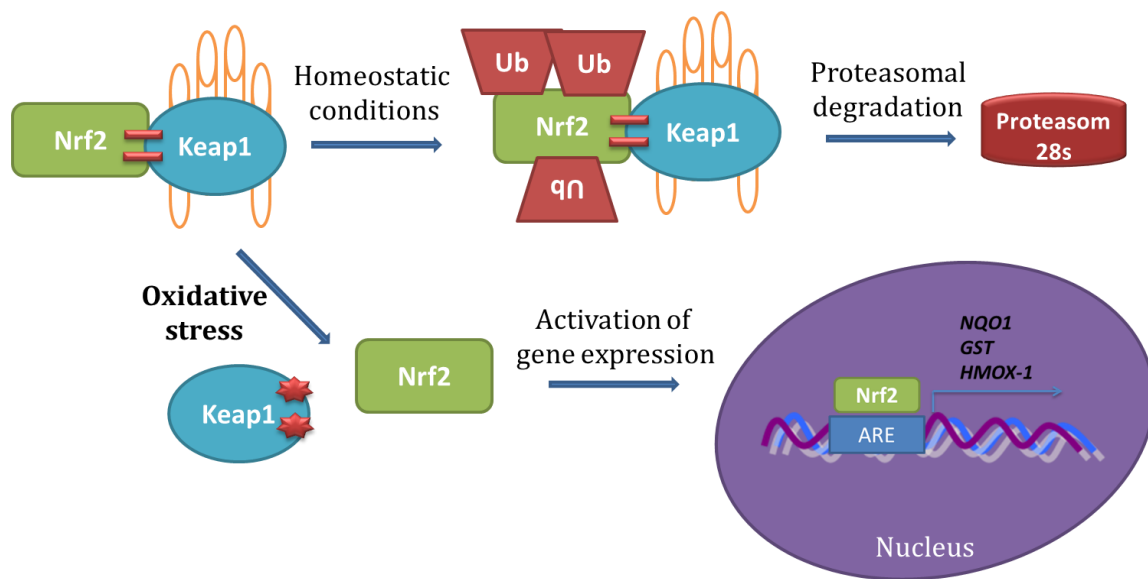 Nrf2
Keap1
Homeostatic
conditions
Ub
Ub
Nrf2
Keap1
Ub
Proteasomal
degradation
Proteasom
28s
Oxidative
stress
Keap1
Nrf2
Activation of
gene expression
NQO1
GST
HMOX-1
Nrf2
ARE
Nucleus